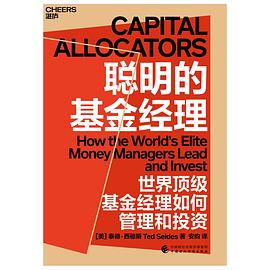 CHEERS
湛庐
CAPITAL
ALLOCATORS
聪明的
基金经理
How the World's Elite
Money Managers Lead
and Invest
世界顶级
基金经理如何
管理和投资
[美] 泰德·西德斯 Ted Seides 安昀 译